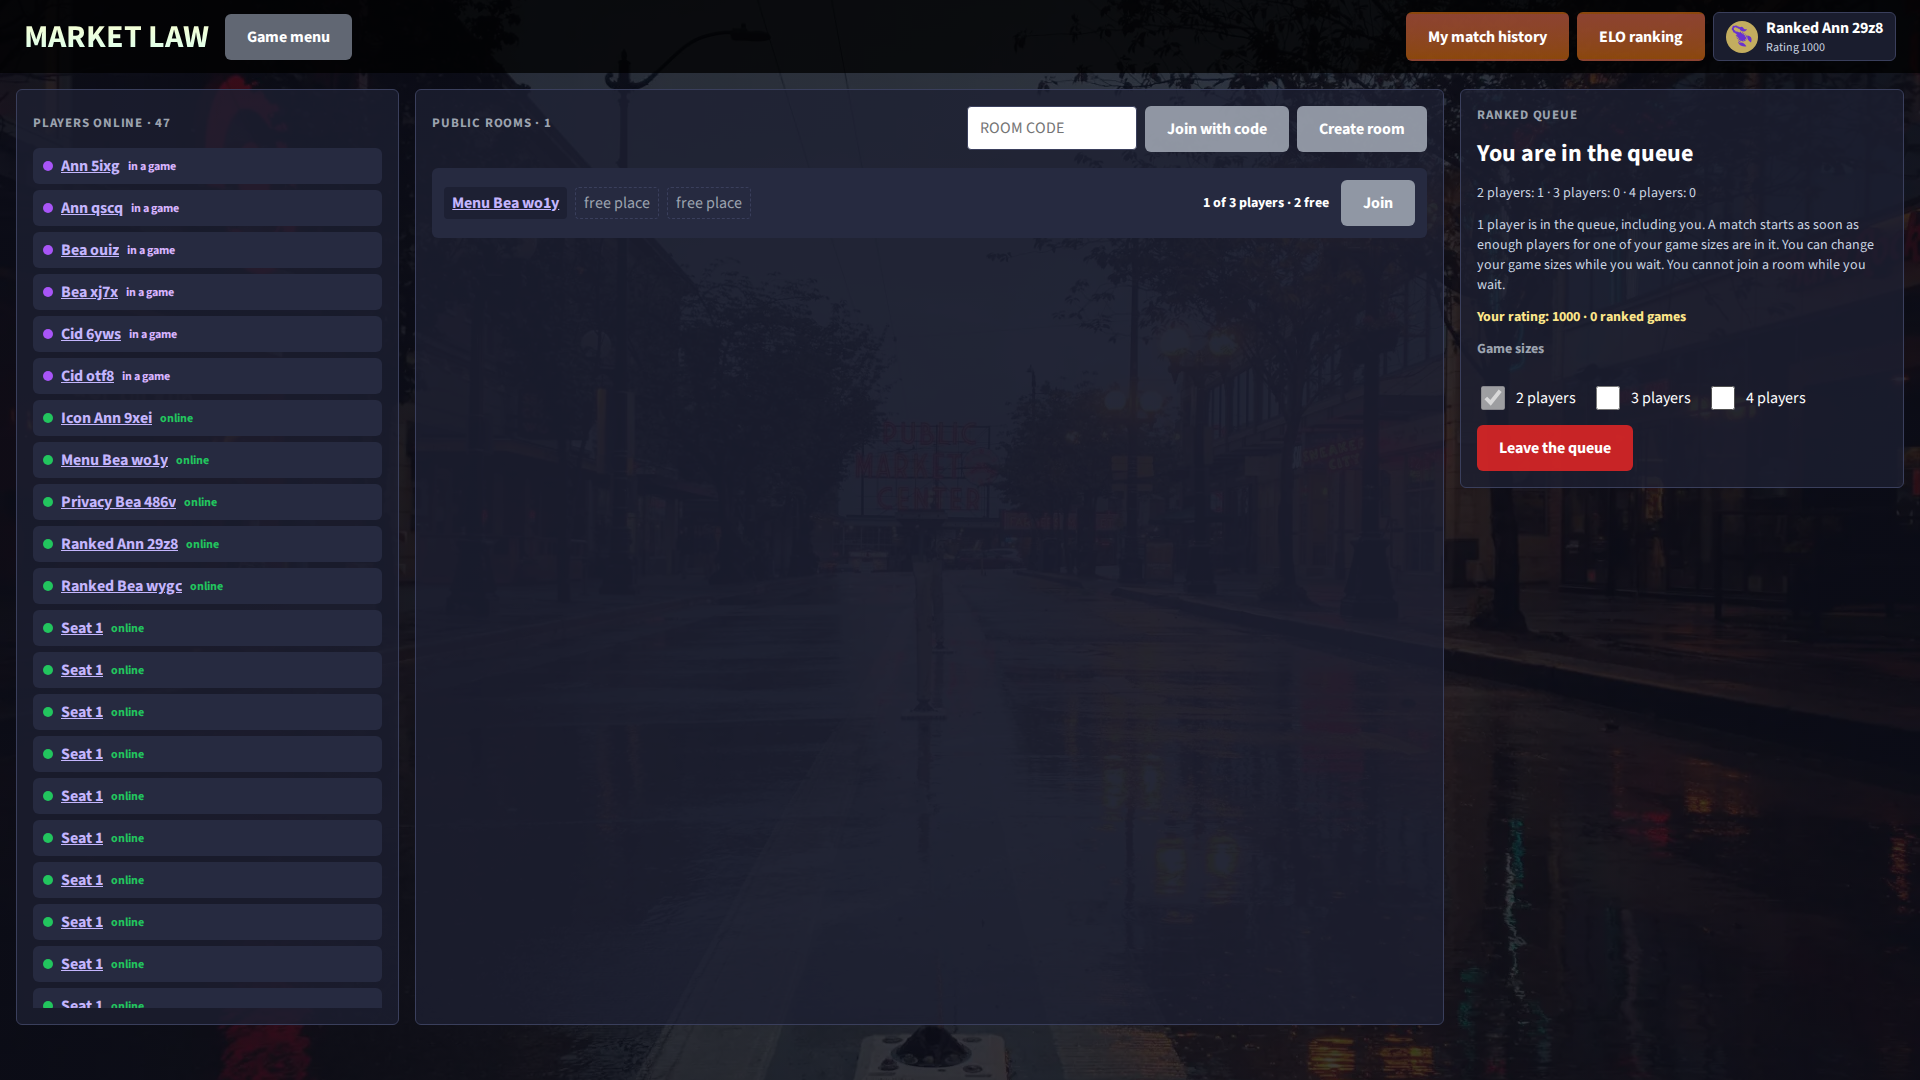 MARKET LAW
Game menu
My match history
ELO ranking
Ranked Ann 29z8
Rating 1000
PLAYERS ONLINE · 47
Ann 5ixg in a game
Ann qscq in a game
Bea ouiz in a game
Bea xj7x in a game
Cid 6yws in a game
Cid otf8 in a game
Icon Ann 9xei online
Menu Bea wo1y online
Privacy Bea 486v online
Ranked Ann 29z8 online
Ranked Bea wygc online
Seat 1 online
Seat 1 online
Seat 1 online
Seat 1 online
Seat 1 online
Seat 1 online
Seat 1 online
Seat 1 online
Seat 1 online
Seat 1 online
PUBLIC ROOMS · 1
ROOM CODE
Join with code
Create room
Menu Bea wo1y
free place
free place
1 of 3 players · 2 free
Join
PUBLIC
MARKET
RANKED QUEUE
You are in the queue
2 players: 1 · 3 players: 0 · 4 players: 0
1 player is in the queue, including you. A match starts as soon as
enough players for one of your game sizes are in it. You can change
your game sizes while you wait. You cannot join a room while you
wait.
Your rating: 1000 · 0 ranked games
Game sizes
2 players
3 players
4 players
Leave the queue